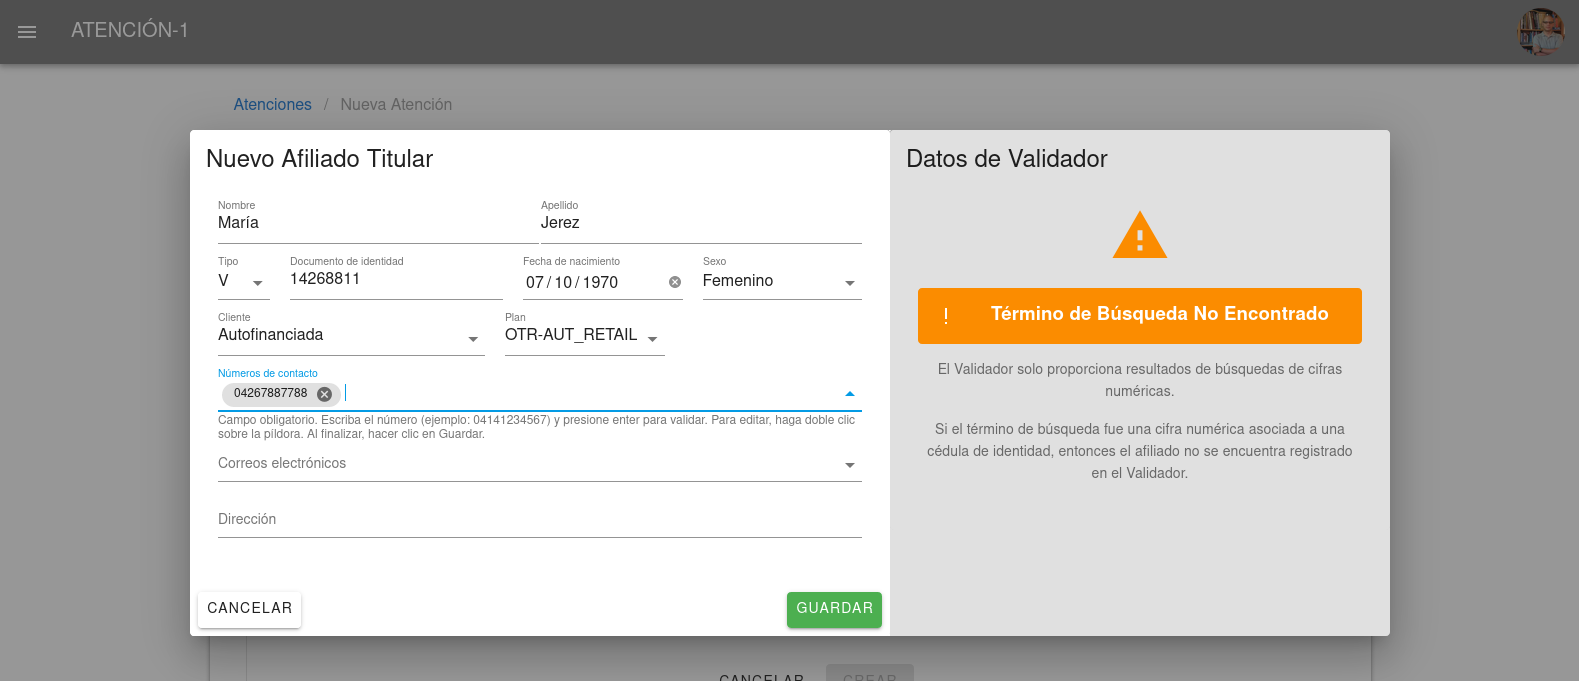 ATENCIÓN-1
Atenciones / Nueva Atención
Nuevo Afiliado Titular
Nombre
María
Apellido
Jerez
Tipo
V
Documento de identidad
14268811
Fecha de nacimiento
07/10/1970
Sexo
Femenino
Cliente
Autofinanciada
Plan
OTR-AUT_RETAIL
Números de contacto
04267887788
Campo obligatorio. Escriba el número (ejemplo: 04141234567) y presione enter para validar. Para editar, haga doble clic
sobre la píldora. Al finalizar, hacer clic en Guardar.
Correos electrónicos
Dirección
CANCELAR
GUARDAR
Datos de Validador
Término de Búsqueda No Encontrado
El Validador solo proporciona resultados de búsquedas de cifras
numéricas.
Si el término de búsqueda fue una cifra numérica asociada a una
cédula de identidad, entonces el afiliado no se encuentra registrado
en el Validador.
CANCELAR
CREAR